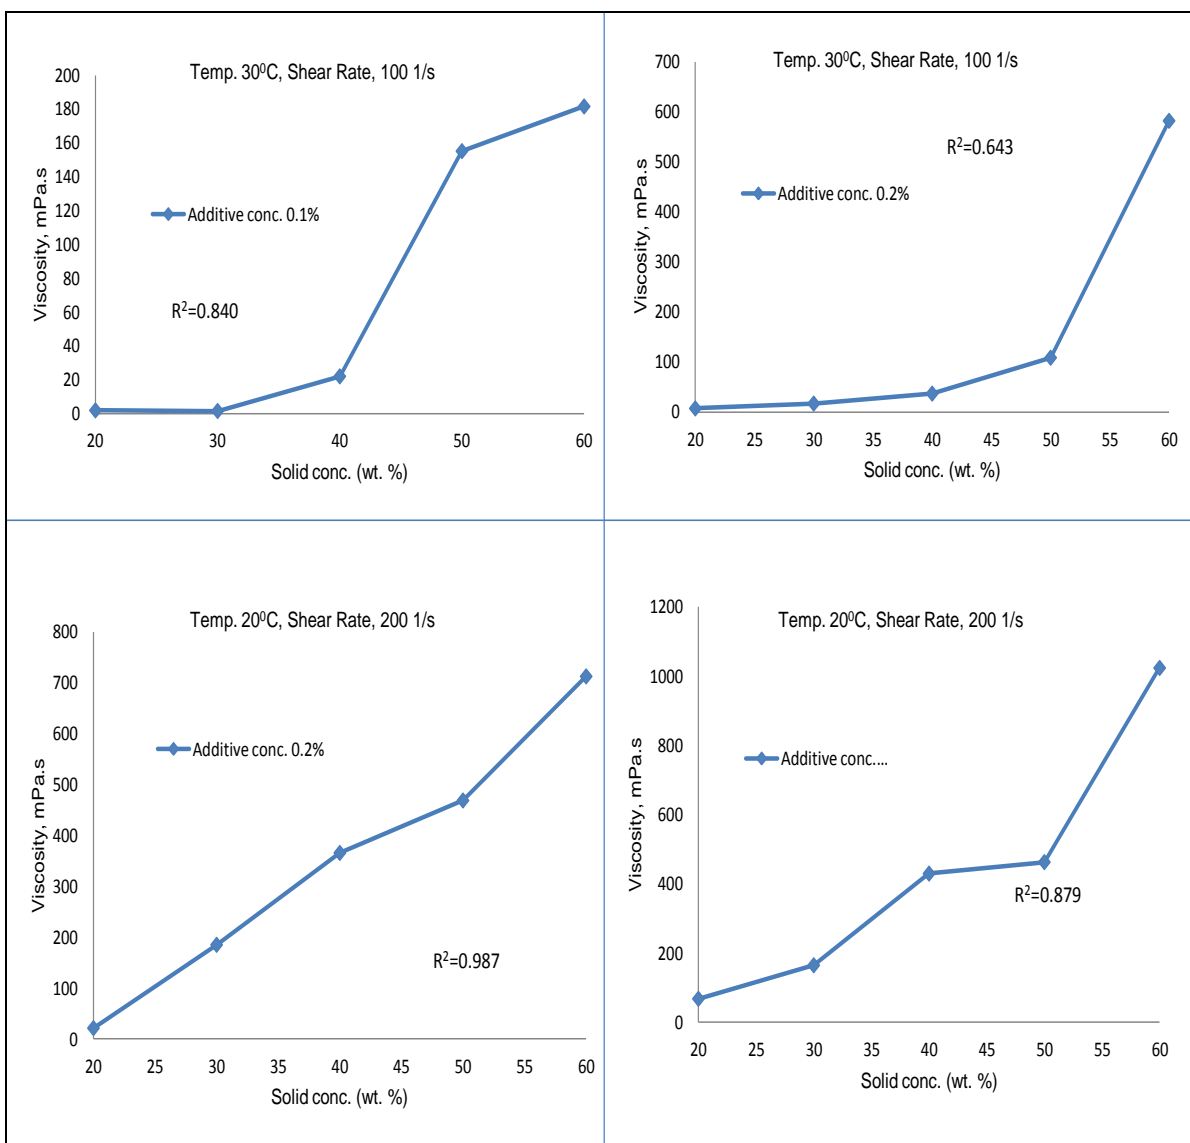 Temp. 30⁰C, Shear Rate, 100 1/s
200
180
160
140
120
100
80
60
40
20
0
Viscosity, mPa.s
Additive conc. 0.1%
R²=0.840
20 30 40 50 60
Solid conc. (wt. %)
Temp. 30⁰C, Shear Rate, 100 1/s
700
600
500
400
300
200
100
0
Viscosity, mPa.s
R²=0.643
Additive conc. 0.2%
20 25 30 35 40 45 50 55 60
Solid conc. (wt. %)
Temp. 20⁰C, Shear Rate, 200 1/s
800
700
600
500
400
300
200
100
0
Viscosity, mPa.s
Additive conc. 0.2%
R²=0.987
20 30 40 50 60
Solid conc. (wt. %)
Temp. 20⁰C, Shear Rate, 200 1/s
1200
1000
800
600
400
200
0
Viscosity, mPa.s
Additive conc....
R²=0.879
20 25 30 35 40 45 50 55 60
Solid conc. (wt. %)